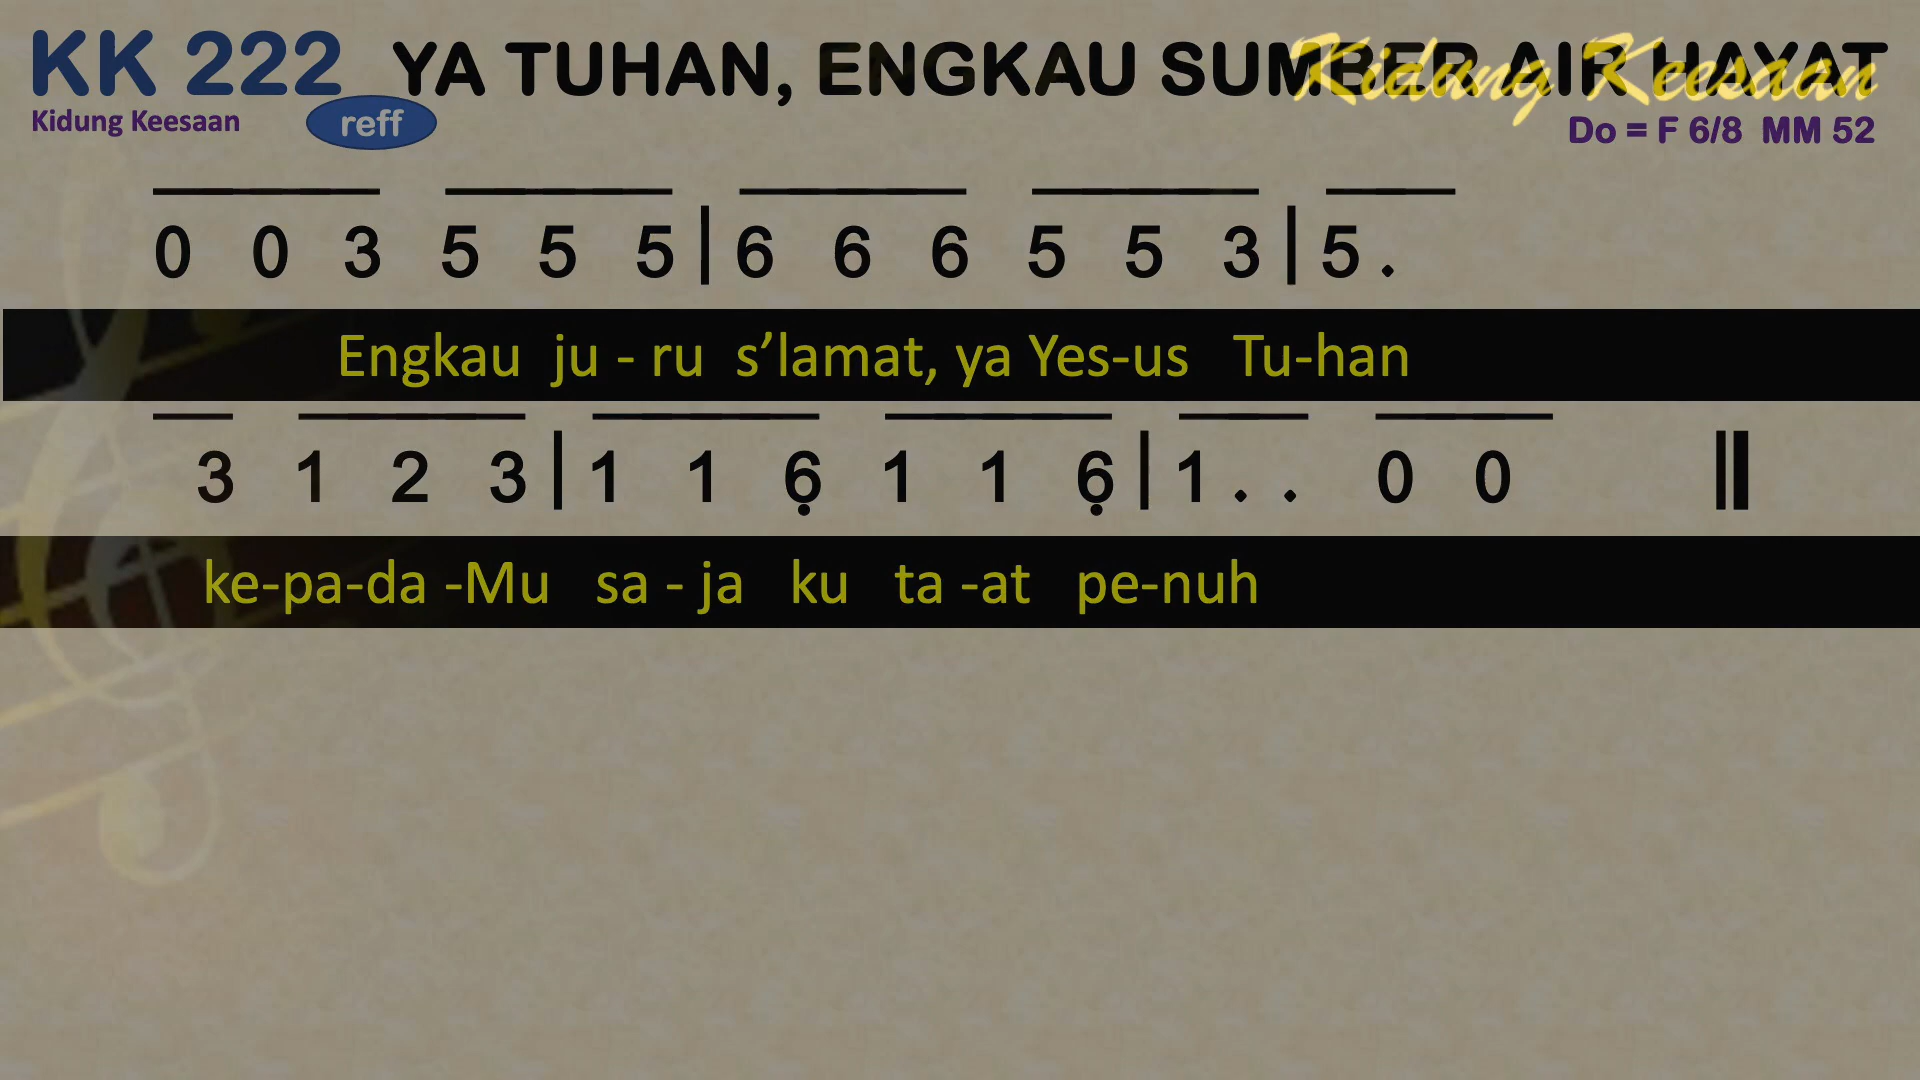 KK 222 YA TUHAN, ENGKAU SUMBER AIR HAYAT
Kidung Keesaan
Kidung Keesaan
reff
Do = F 6/8 MM 52
0 0 3 5 5 5 | 6 6 6 5 5 3 | 5 .
Engkau ju - ru s’lamat, ya Yes-us Tu-han
3 1 2 3 | 1 1 6̣ 1 1 6̣ | 1 . . 0 0 ||
ke-pa-da -Mu sa - ja ku ta -at pe-nuh